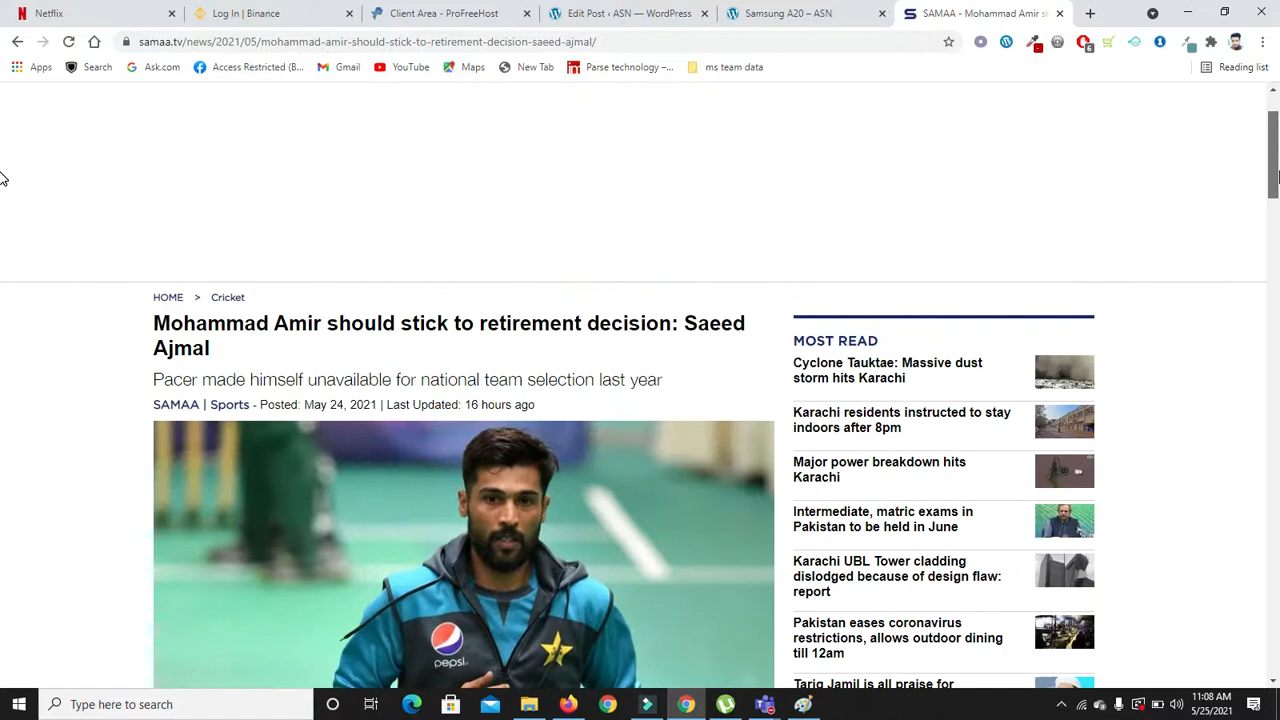 Netflix
Log In | Binance
Client Area - ProFreeHost
Edit Post ‹ ASN — WordPress
Samsung A20 – ASN
SAMAA - Mohammad Amir s
samaa.tv/news/2021/05/mohammad-amir-should-stick-to-retirement-decision-saeed-ajmal/
6
Apps
Search
Ask.com
Access Restricted (B...
Gmail
YouTube
Maps
New Tab
Parse technology –...
ms team data
Reading list
HOME > Cricket
Mohammad Amir should stick to retirement decision: Saeed
Ajmal
Pacer made himself unavailable for national team selection last year
SAMAA | Sports - Posted: May 24, 2021 | Last Updated: 16 hours ago
pepsi
MOST READ
Cyclone Tauktae: Massive dust
storm hits Karachi
Karachi residents instructed to stay
indoors after 8pm
Major power breakdown hits
Karachi
Intermediate, matric exams in
Pakistan to be held in June
Karachi UBL Tower cladding
dislodged because of design flaw:
report
Pakistan eases coronavirus
restrictions, allows outdoor dining
till 12am
Tariq Jamil is all praise for
Type here to search
11:08 AM
5/25/2021